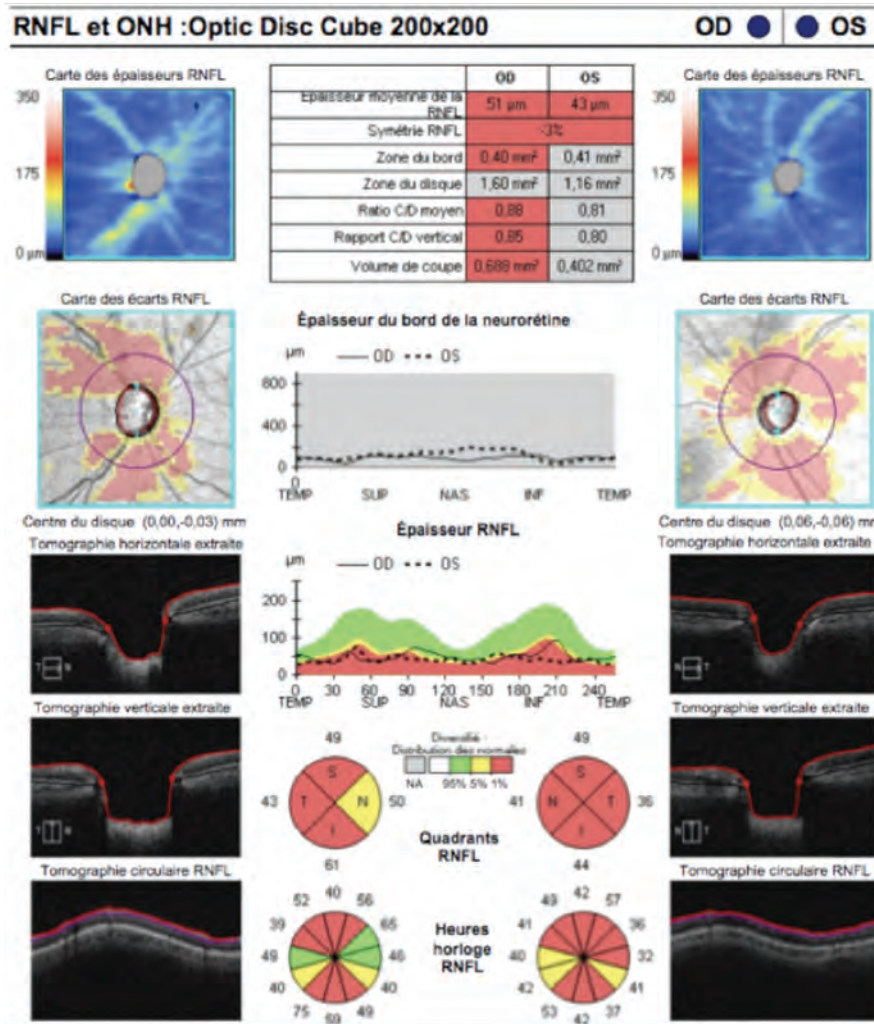 RNFL et ONH :Optic Disc Cube 200x200 OD OS
Carte des épaisseurs RNFL
350
175
0 µm
OD OS
Epaisseur moyenne de la RNFL 51 µm 43 µm
Symétrie RNFL -3%
Zone du bord 0,40 mm² 0,41 mm²
Zone du disque 1,60 mm² 1,16 mm²
Ratio C/D moyen 0,88 0,81
Rapport C/D vertical 0,85 0,80
Volume de coupe 0,688 mm³ 0,402 mm³
Carte des épaisseurs RNFL
350
175
0 µm
Carte des écarts RNFL
Centre du disque (0,00,-0,03) mm
Épaisseur du bord de la neurorétine
µm OD OS
800
400
0
0
TEMP SUP NAS INF TEMP
Carte des écarts RNFL
Centre du disque (0,06,-0,06) mm
Tomographie horizontale extraite
T N
Épaisseur RNFL
µm OD OS
200
100
0
0 30 60 90 120 150 180 210 240
TEMP SUP NAS INF TEMP
Tomographie horizontale extraite
N T
Tomographie verticale extraite
T N
Diversifié :
Distribution des normales
NA 95% 5% 1%
49
43 S T N I 50
61
Quadrants
RNFL
49
41 S N T I 36
44
Tomographie verticale extraite
N T
Tomographie circulaire RNFL
40
52 56
39 65
49 46
40 40
75 49
59
Heures
horloge
RNFL
42
49 57
41 36
40 32
42 41
53 37
42
Tomographie circulaire RNFL